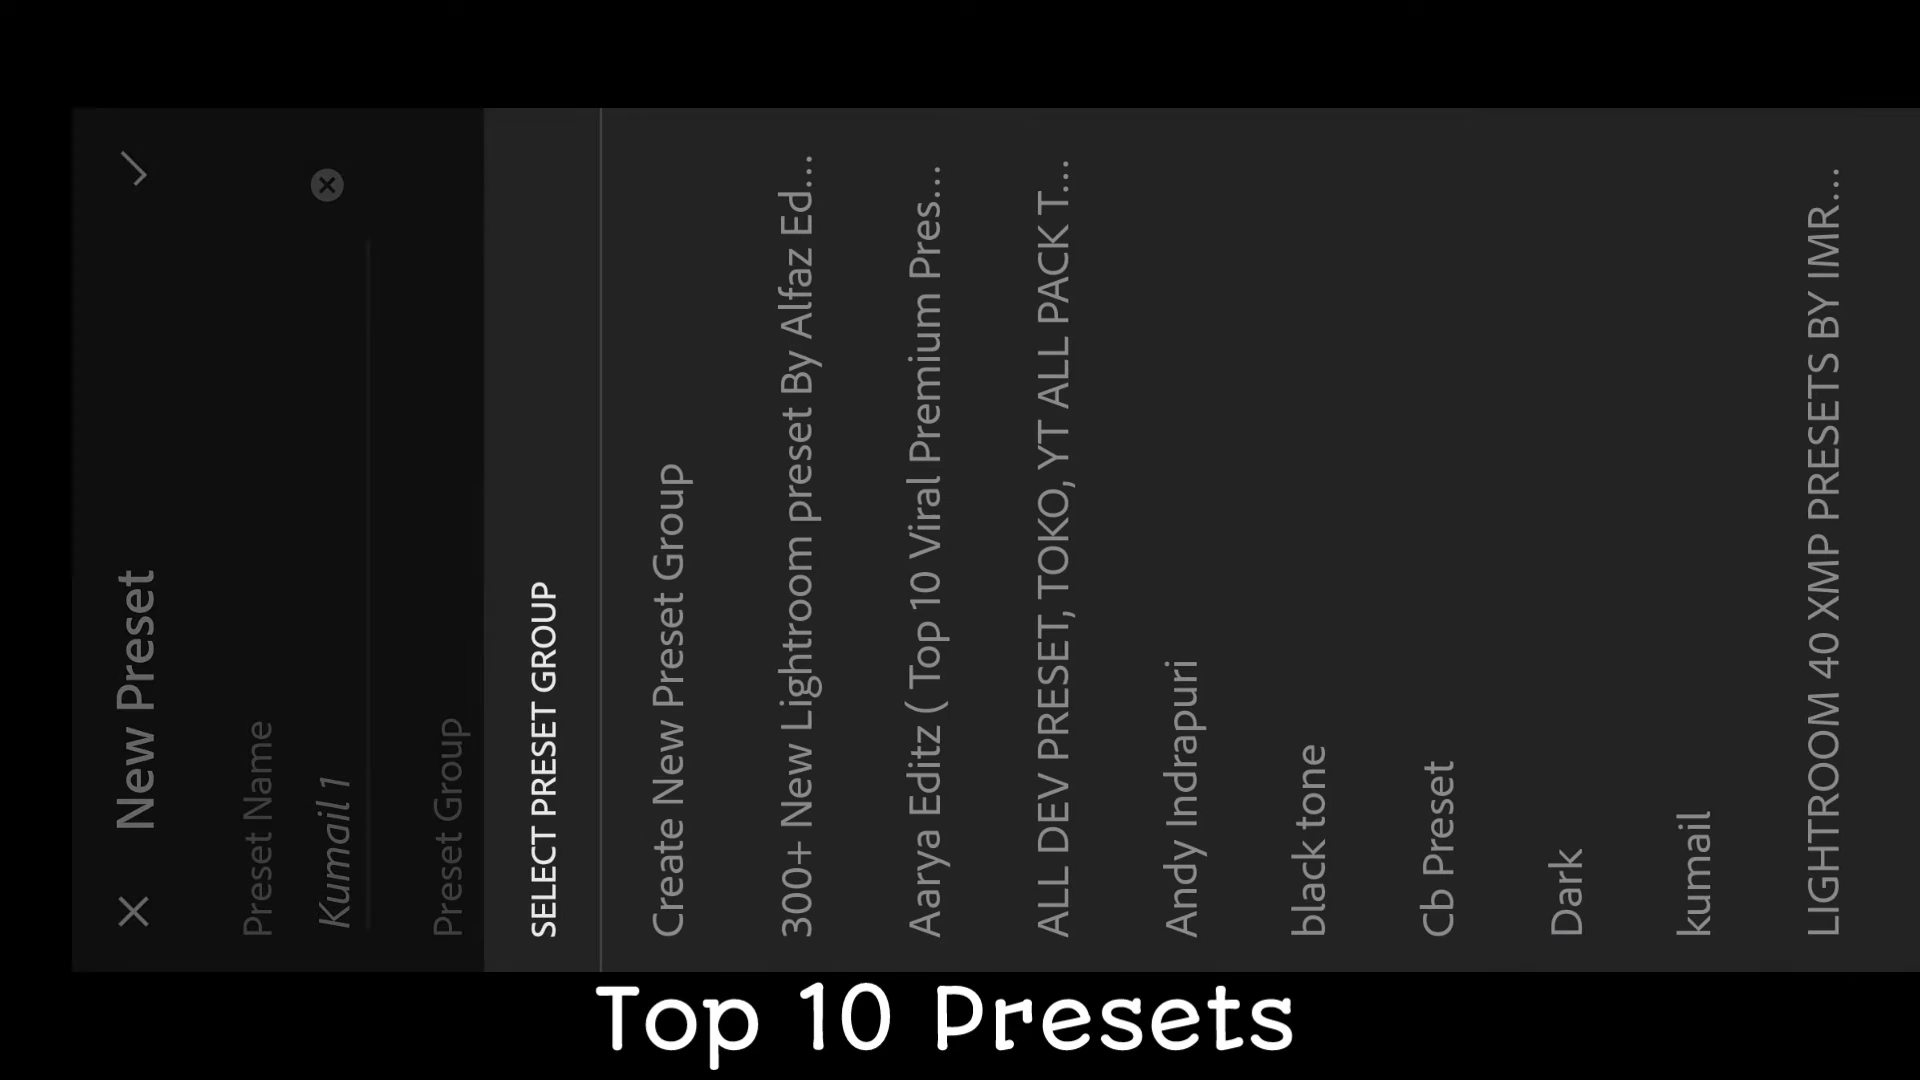 New Preset
Preset Name
Kumail1
Preset Group
SELECT PRESET GROUP
Create New Preset Group
300+ New Lightroom preset By Alfaz Ed...
Aarya Editz ( Top 10 Viral Premium Pres...
ALL DEV PRESET, TOKO, YT ALL PACK T...
Andy Indrapuri
black tone
Cb Preset
Dark
kumail
LIGHTROOM 40 XMP PRESETS BY IMR...
Top 10 Presets